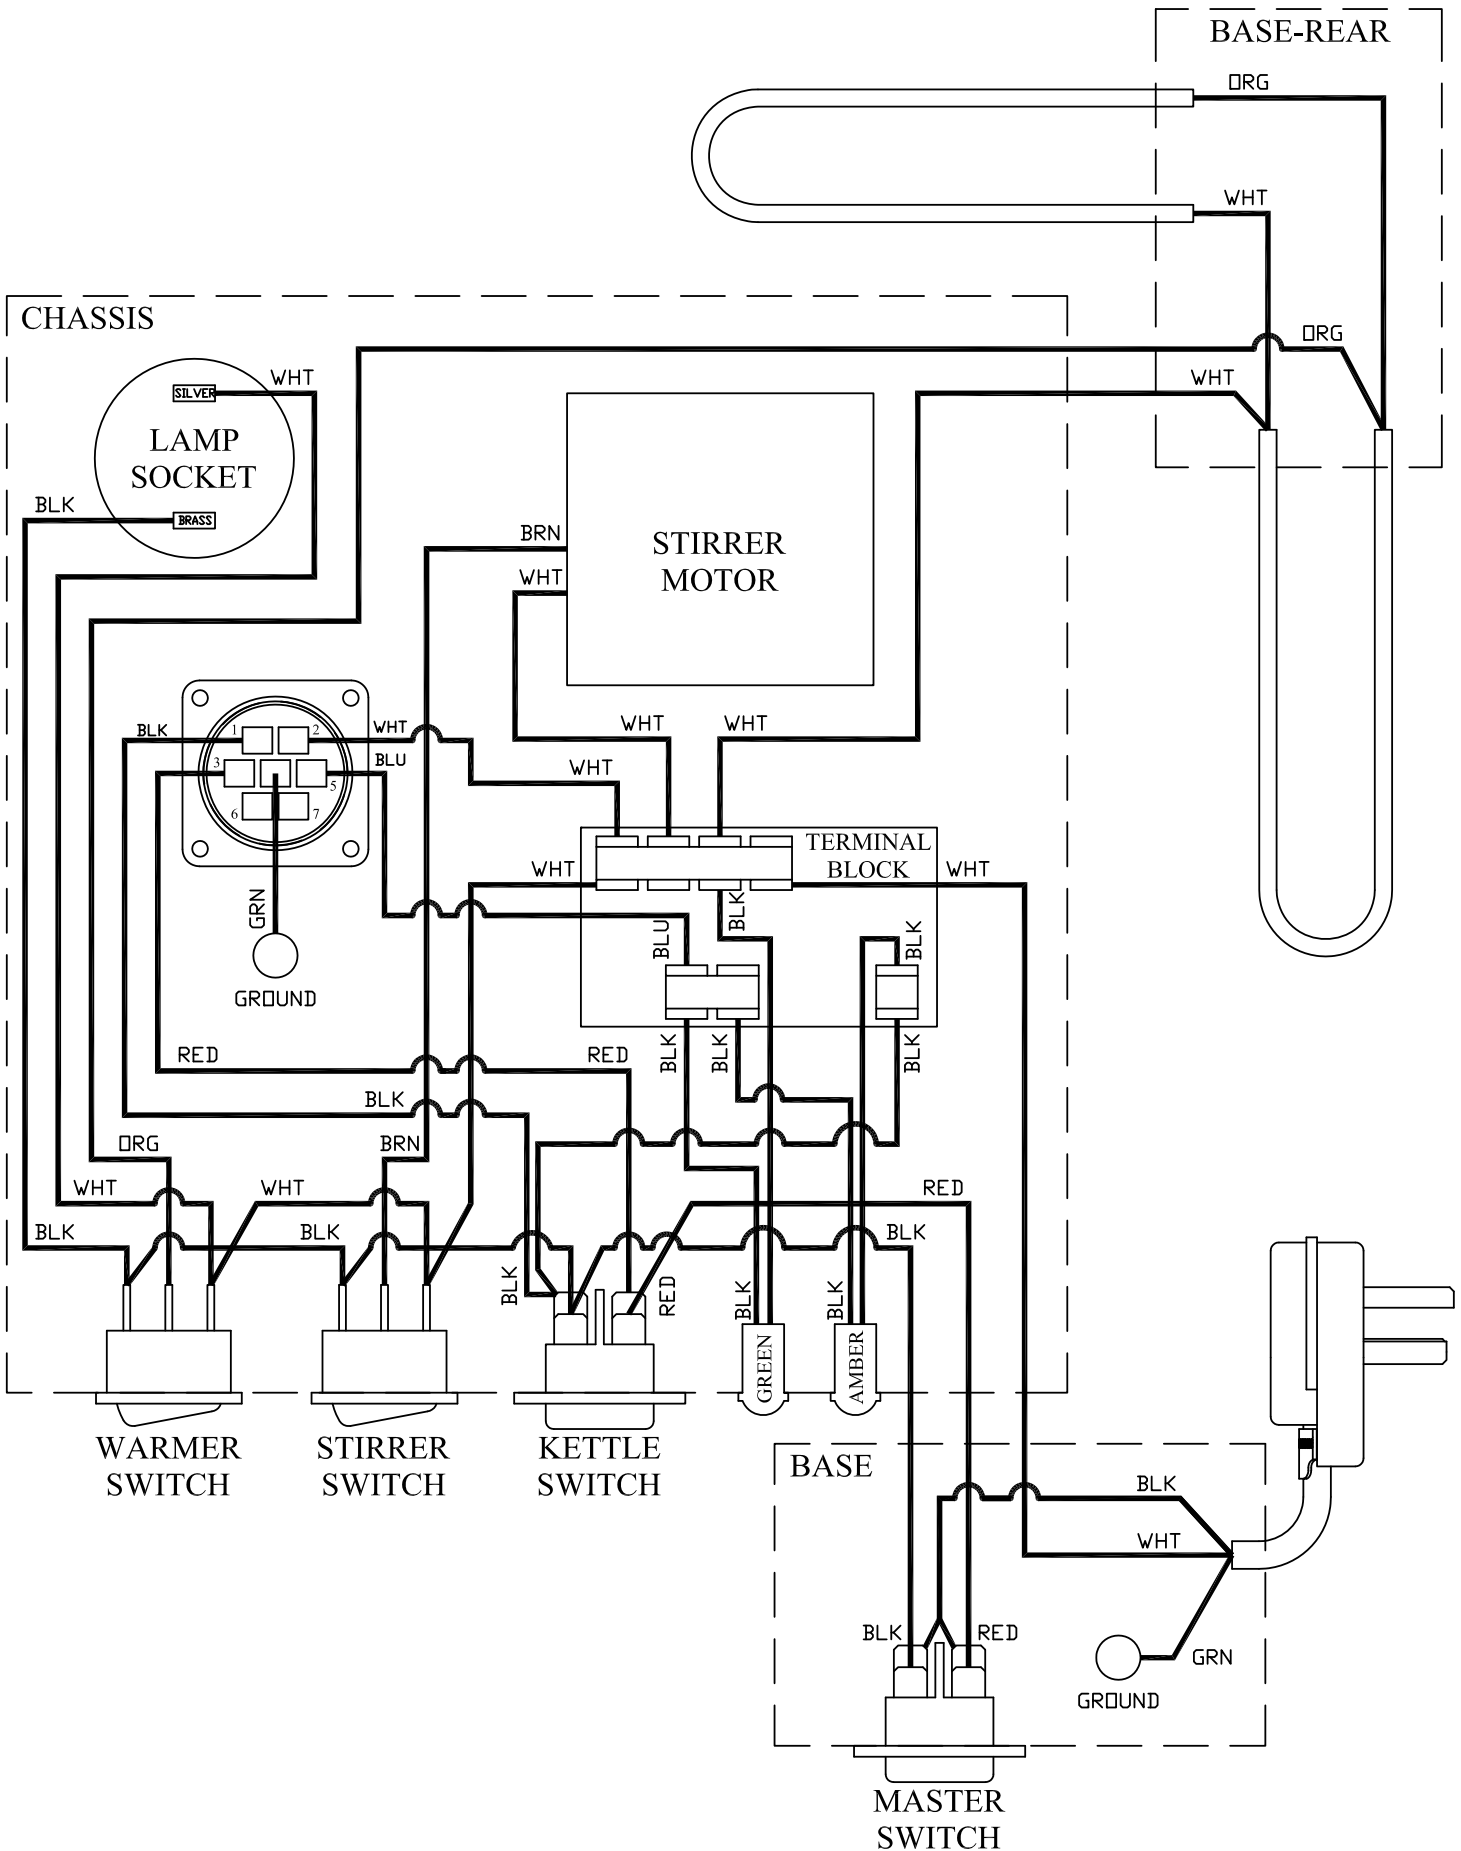 BASE-REAR
ORG
WHT
CHASSIS
ORG
WHT
WHT
SILVER
LAMP
SOCKET
BLK
BRASS
BRN
STIRRER
MOTOR
WHT
BLK
1
2
WHT
WHT
WHT
3
5
BLU
WHT
6
7
TERMINAL
BLOCK
WHT
WHT
GRN
BLK
BLU
BLK
GROUND
RED
RED
BLK
BLK
BLK
BLK
ORG
BRN
WHT
WHT
RED
BLK
BLK
BLK
BLK
RED
BLK
BLK
GREEN
AMBER
WARMER
SWITCH
STIRRER
SWITCH
KETTLE
SWITCH
BASE
BLK
WHT
BLK
RED
GRN
GROUND
MASTER
SWITCH